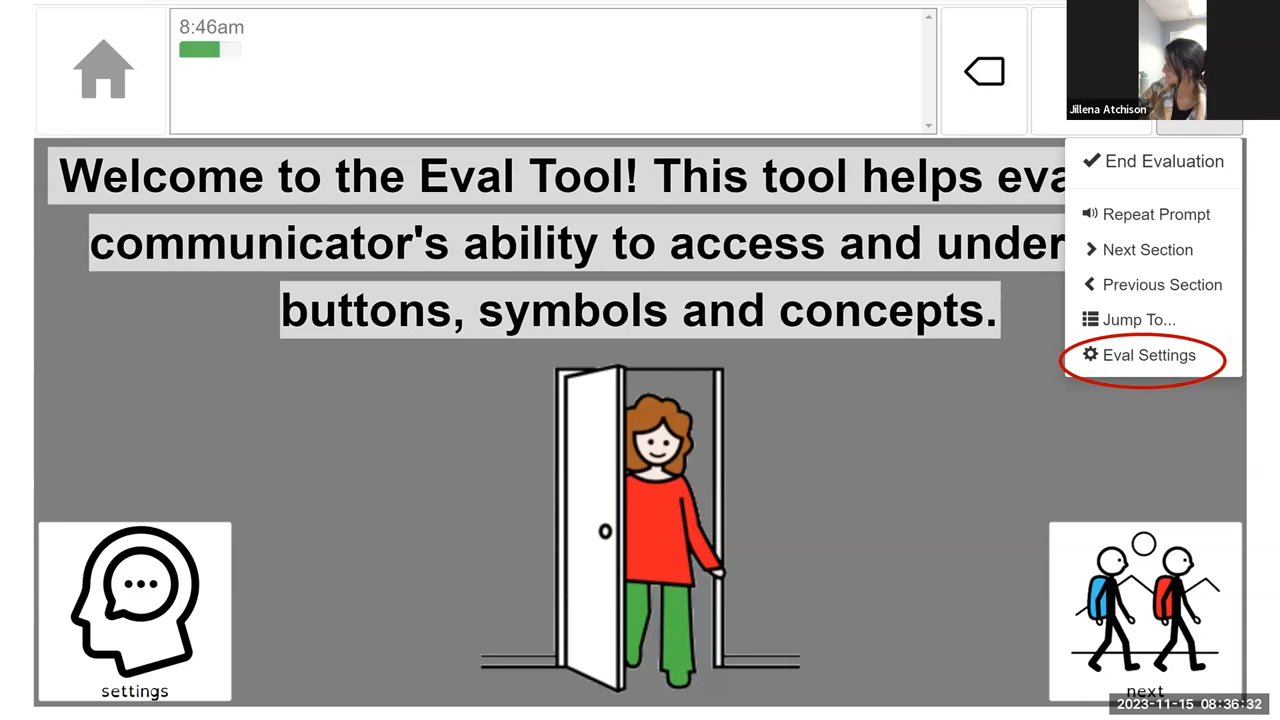 8:46am
Jillena Atchison
Welcome to the Eval Tool! This tool helps eva
communicator's ability to access and under
buttons, symbols and concepts.
End Evaluation
Repeat Prompt
Next Section
Previous Section
Jump To...
Eval Settings
settings
next
2023-11-15 08:36:32